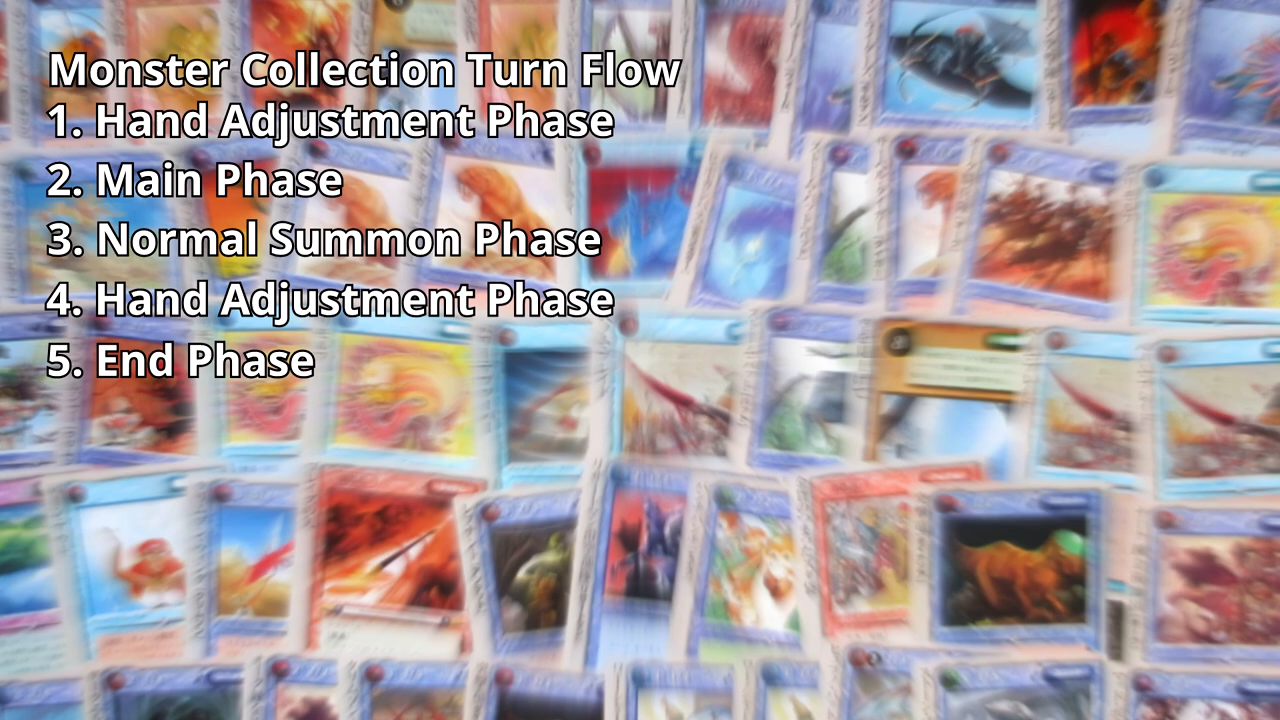 Monster Collection Turn Flow
1. Hand Adjustment Phase
2. Main Phase
3. Normal Summon Phase
4. Hand Adjustment Phase
5. End Phase